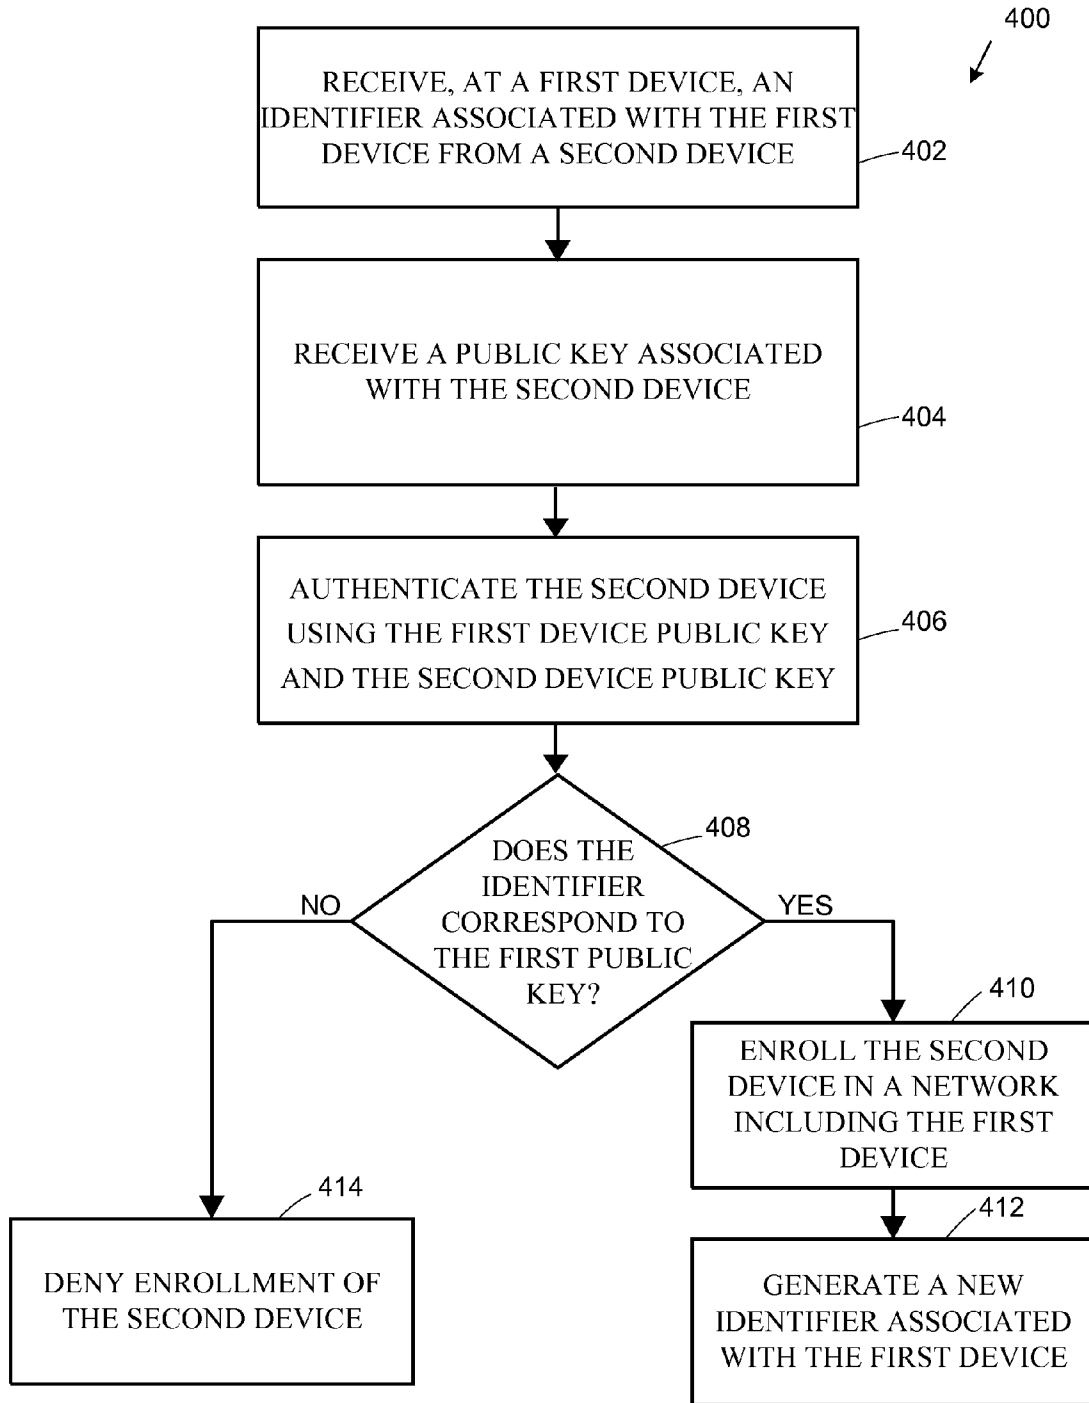 400
RECEIVE, AT A FIRST DEVICE, AN
IDENTIFIER ASSOCIATED WITH THE FIRST
DEVICE FROM A SECOND DEVICE
402
RECEIVE A PUBLIC KEY ASSOCIATED
WITH THE SECOND DEVICE
404
AUTHENTICATE THE SECOND DEVICE
USING THE FIRST DEVICE PUBLIC KEY
AND THE SECOND DEVICE PUBLIC KEY
406
408
DOES THE
IDENTIFIER
CORRESPOND TO
THE FIRST PUBLIC
KEY?
NO
YES
410
ENROLL THE SECOND
DEVICE IN A NETWORK
INCLUDING THE FIRST
DEVICE
414
DENY ENROLLMENT OF
THE SECOND DEVICE
412
GENERATE A NEW
IDENTIFIER ASSOCIATED
WITH THE FIRST DEVICE